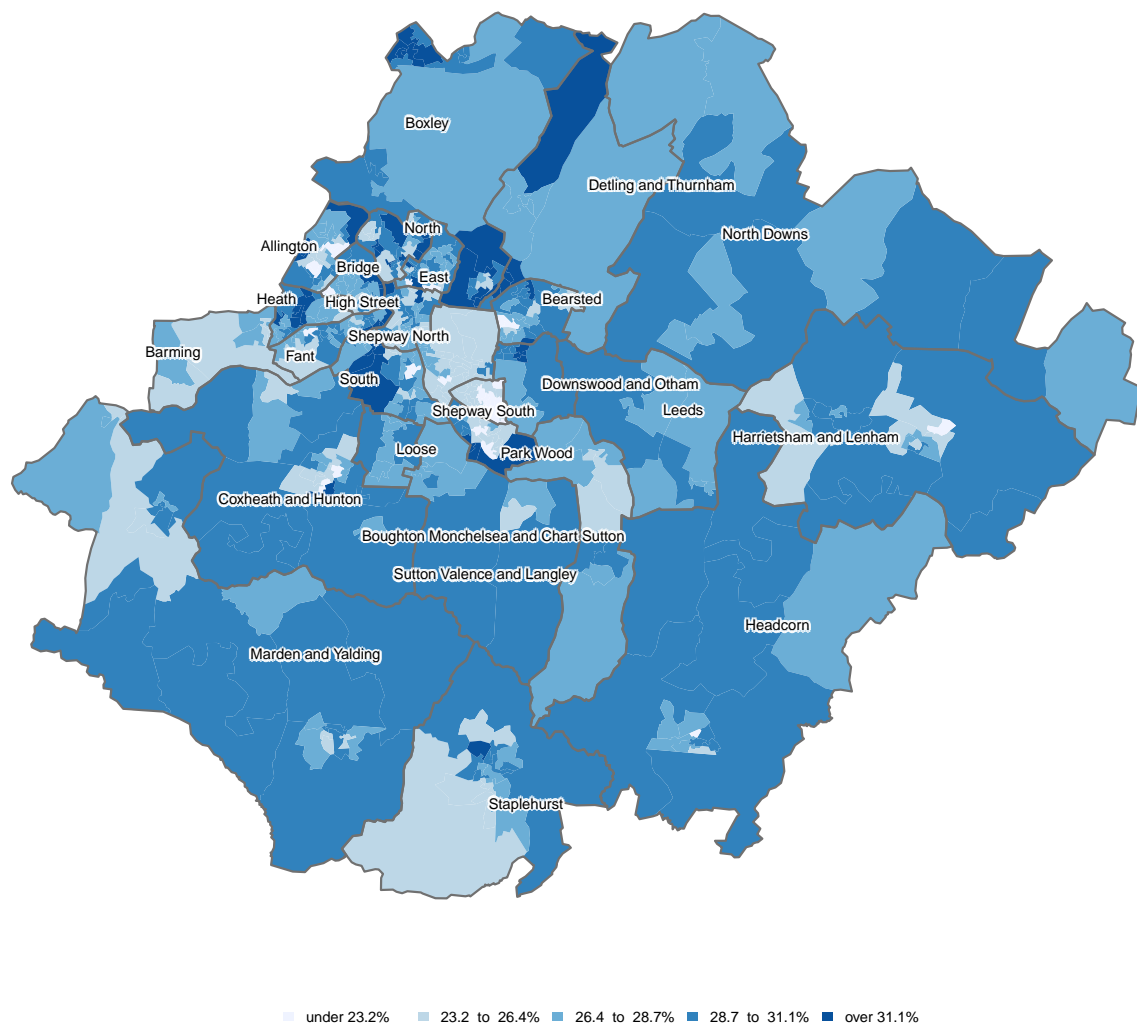 Boxley
Detling and Thurnham
North
North Downs
Allington
Bridge
East
Heath
High Street
Bearsted
Shepway North
Barming
Fant
South
Downswood and Otham
Shepway South
Leeds
Harrietsham and Lenham
Loose
Park Wood
Coxheath and Hunton
Boughton Monchelsea and Chart Sutton
Sutton Valence and Langley
Headcorn
Marden and Yalding
Staplehurst
under 23.2% 23.2 to 26.4% 26.4 to 28.7% 28.7 to 31.1% over 31.1%